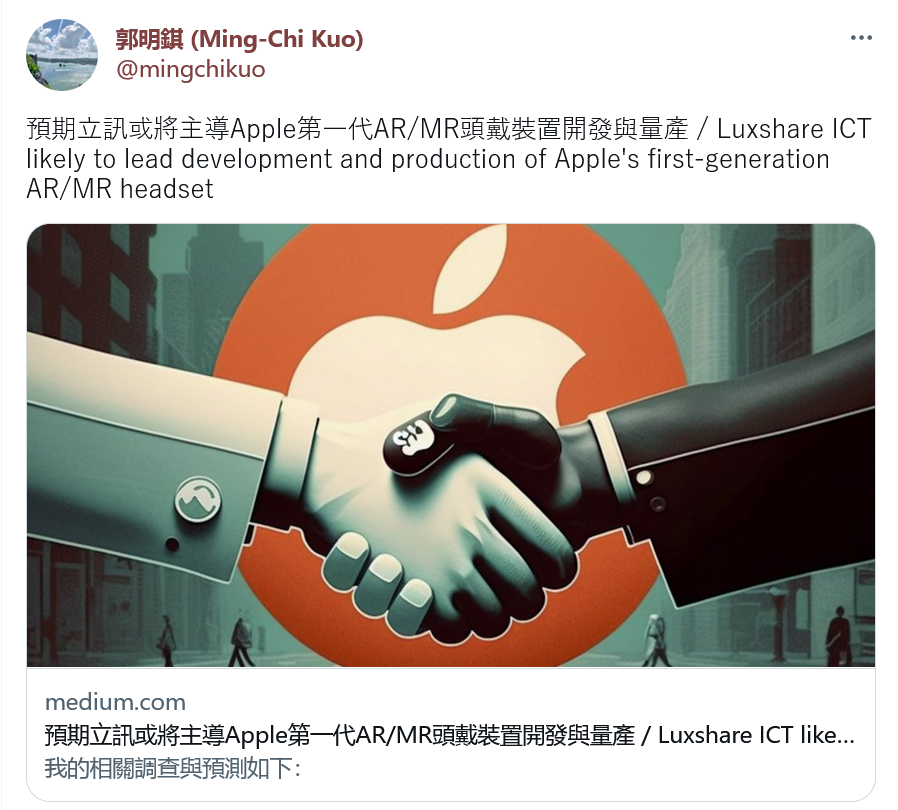 郭明錤 (Ming-Chi Kuo)
@mingchikuo
預期立訊或將主導Apple第一代AR/MR頭戴裝置開發與量產 / Luxshare ICT
likely to lead development and production of Apple's first-generation
AR/MR headset
medium.com
預期立訊或將主導Apple第一代AR/MR頭戴裝置開發與量產 / Luxshare ICT like...
我的相關調查與預測如下：